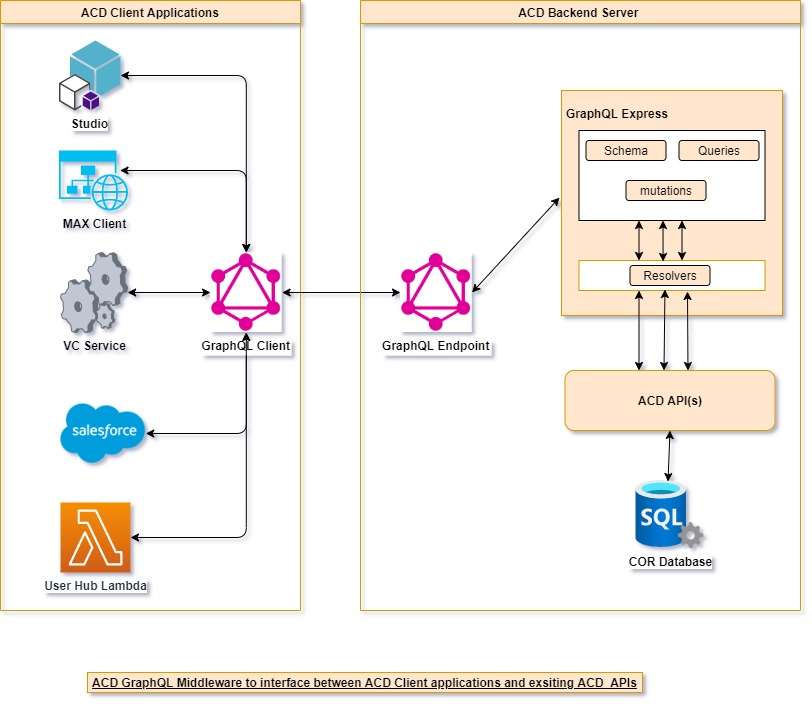 ACD Client Applications
Studio
MAX Client
VC Service
salesforce
User Hub Lambda
GraphQL Client
ACD Backend Server
GraphQL Endpoint
GraphQL Express
Schema
Queries
mutations
Resolvers
ACD API(s)
SQL
COR Database
ACD GraphQL Middleware to interface between ACD Client applications and exsiting ACD APIs